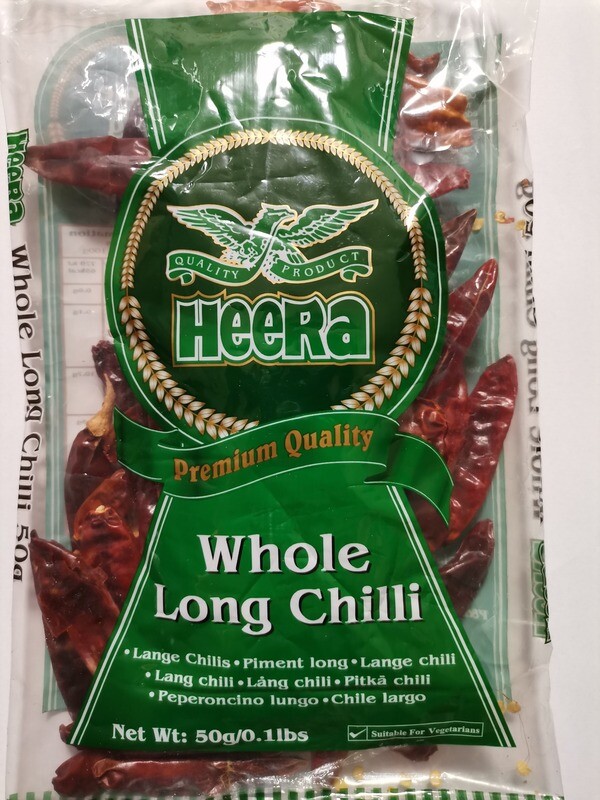 QUALITY PRODUCT
HEERA
Premium Quality
Whole
Long Chilli
•Lange Chilis•Piment long•Lange chili
•Lang chili•Lång chili•Pitkä chili
•Peperoncino lungo•Chile largo
Net Wt: 50g/0.1lbs
Suitable For Vegetarians
HEERA Whole Long Chilli 50g